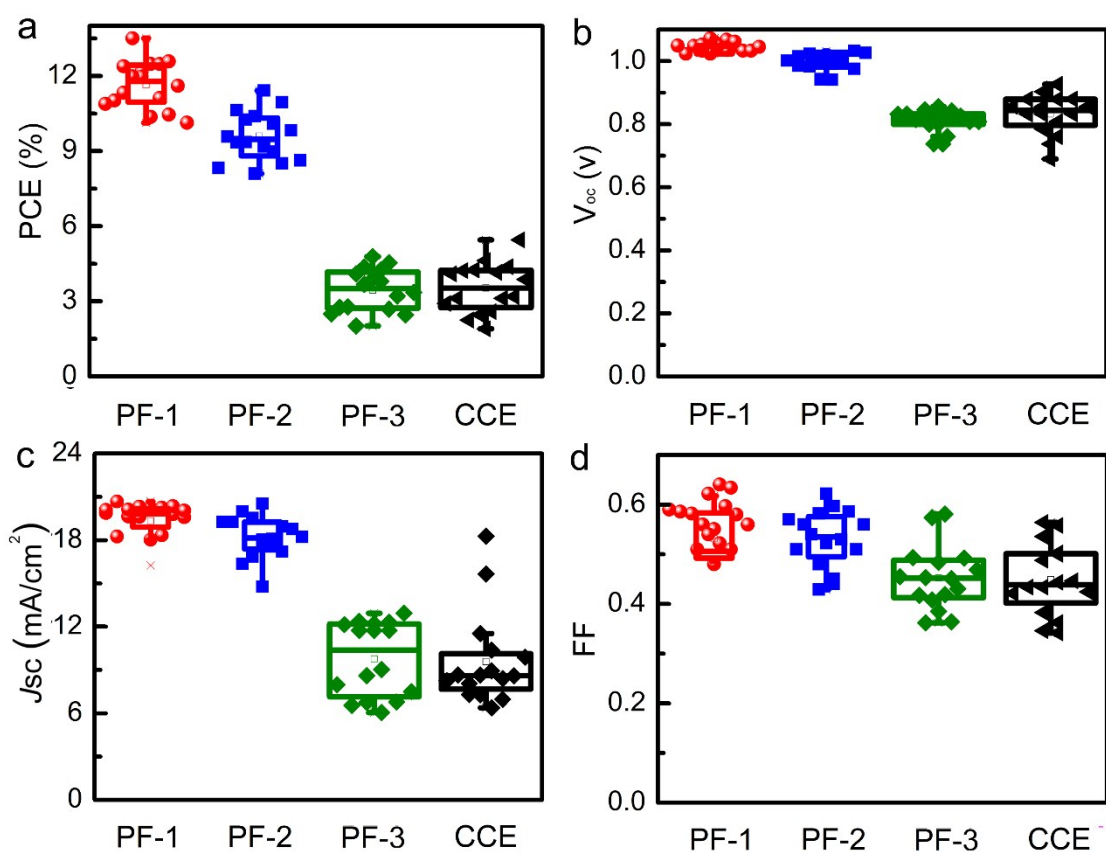 a
PCE (%)
12
9
6
3
0
PF-1 PF-2 PF-3 CCE
b
Voc (v)
1.0
0.8
0.6
0.4
0.2
0.0
PF-1 PF-2 PF-3 CCE
c
Jsc (mA/cm²)
24
18
12
6
0
PF-1 PF-2 PF-3 CCE
d
FF
0.6
0.4
0.2
0.0
PF-1 PF-2 PF-3 CCE